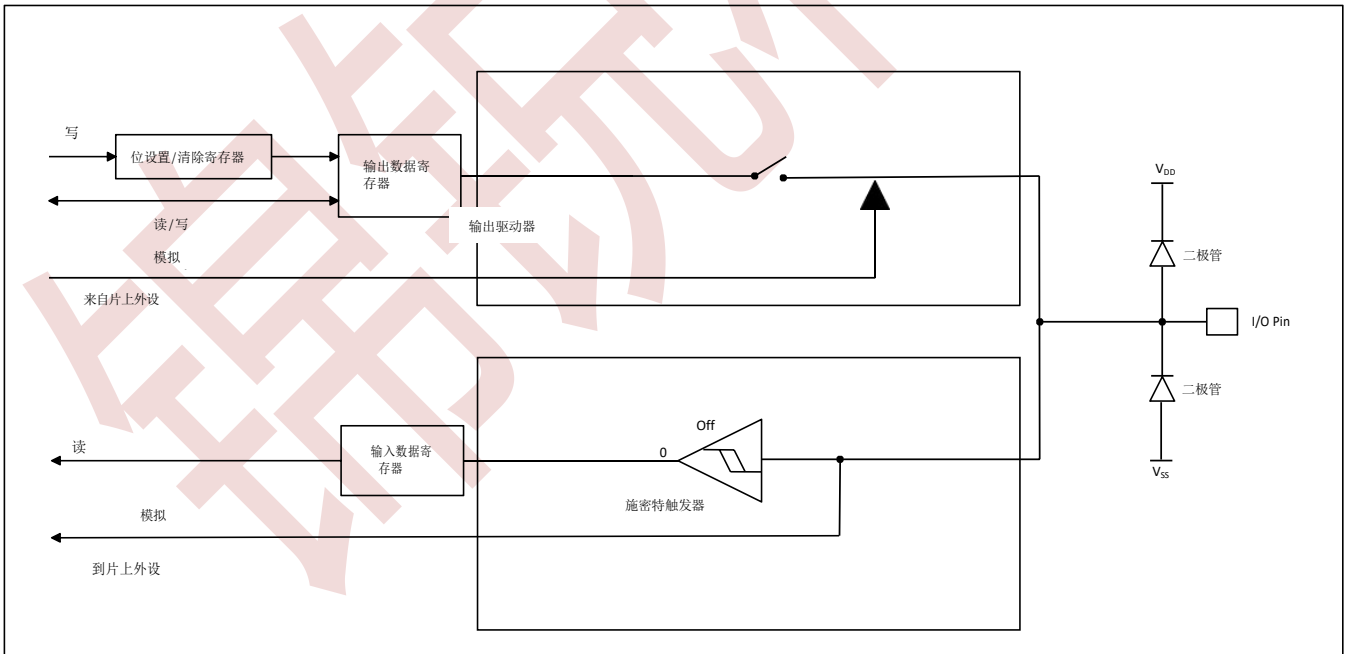 写
位设置/清除寄存器
输出数据寄
存器
读/写
输出驱动器
模拟
来自片上外设
V_DD
二极管
I/O Pin
二极管
V_SS
Off
0
读
输入数据寄
存器
施密特触发器
模拟
到片上外设